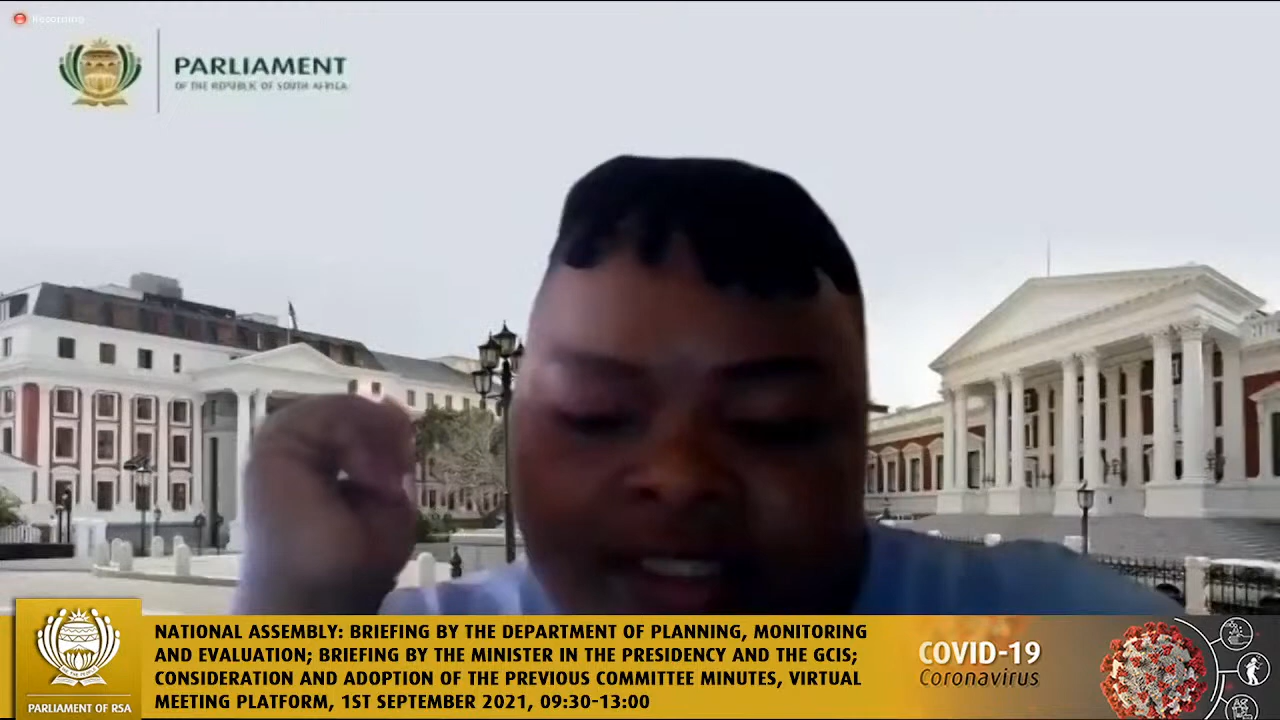 Recording
PARLIAMENT
OF THE REPUBLIC OF SOUTH AFRICA
NATIONAL ASSEMBLY: BRIEFING BY THE DEPARTMENT OF PLANNING, MONITORING
AND EVALUATION; BRIEFING BY THE MINISTER IN THE PRESIDENCY AND THE GCIS;
CONSIDERATION AND ADOPTION OF THE PREVIOUS COMMITTEE MINUTES, VIRTUAL
MEETING PLATFORM, 1ST SEPTEMBER 2021, 09:30-13:00
PARLIAMENT OF RSA
COVID-19
Coronavirus